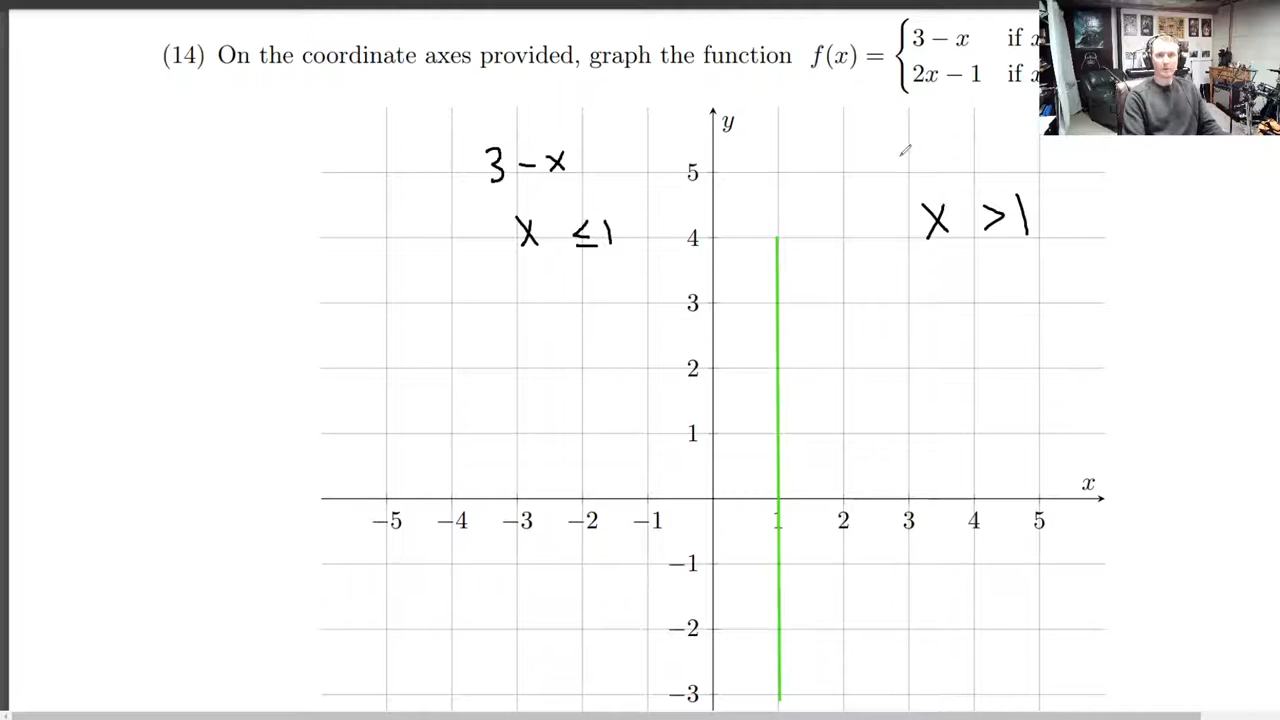 (14) On the coordinate axes provided, graph the function f(x) = { 3 − x if x
2x − 1 if x
y
3 − x
5
x > 1
x ≤ 1
4
3
2
1
x
−5 −4 −3 −2 −1 1 2 3 4 5
−1
−2
−3